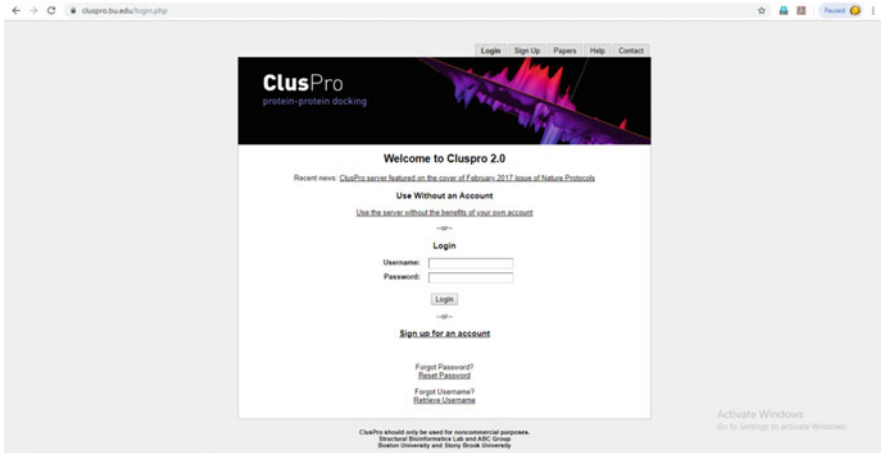 cluspro.bu.edu/login.php
Paused
Login Sign Up Papers Help Contact
ClusPro
protein-protein docking
Welcome to Cluspro 2.0
Recent news: ClusPro server featured on the cover of February 2017 issue of Nature Protocols
Use Without an Account
Use the server without the benefits of your own account
--or--
Login
Username:
Password:
Login
--or--
Sign up for an account
Forgot Password?
Reset Password
Forgot Username?
Retrieve Username
Activate Windows
Go to Settings to activate Windows.
ClusPro should only be used for noncommercial purposes.
Structural Bioinformatics Lab and ABC Group
Boston University and Stony Brook University